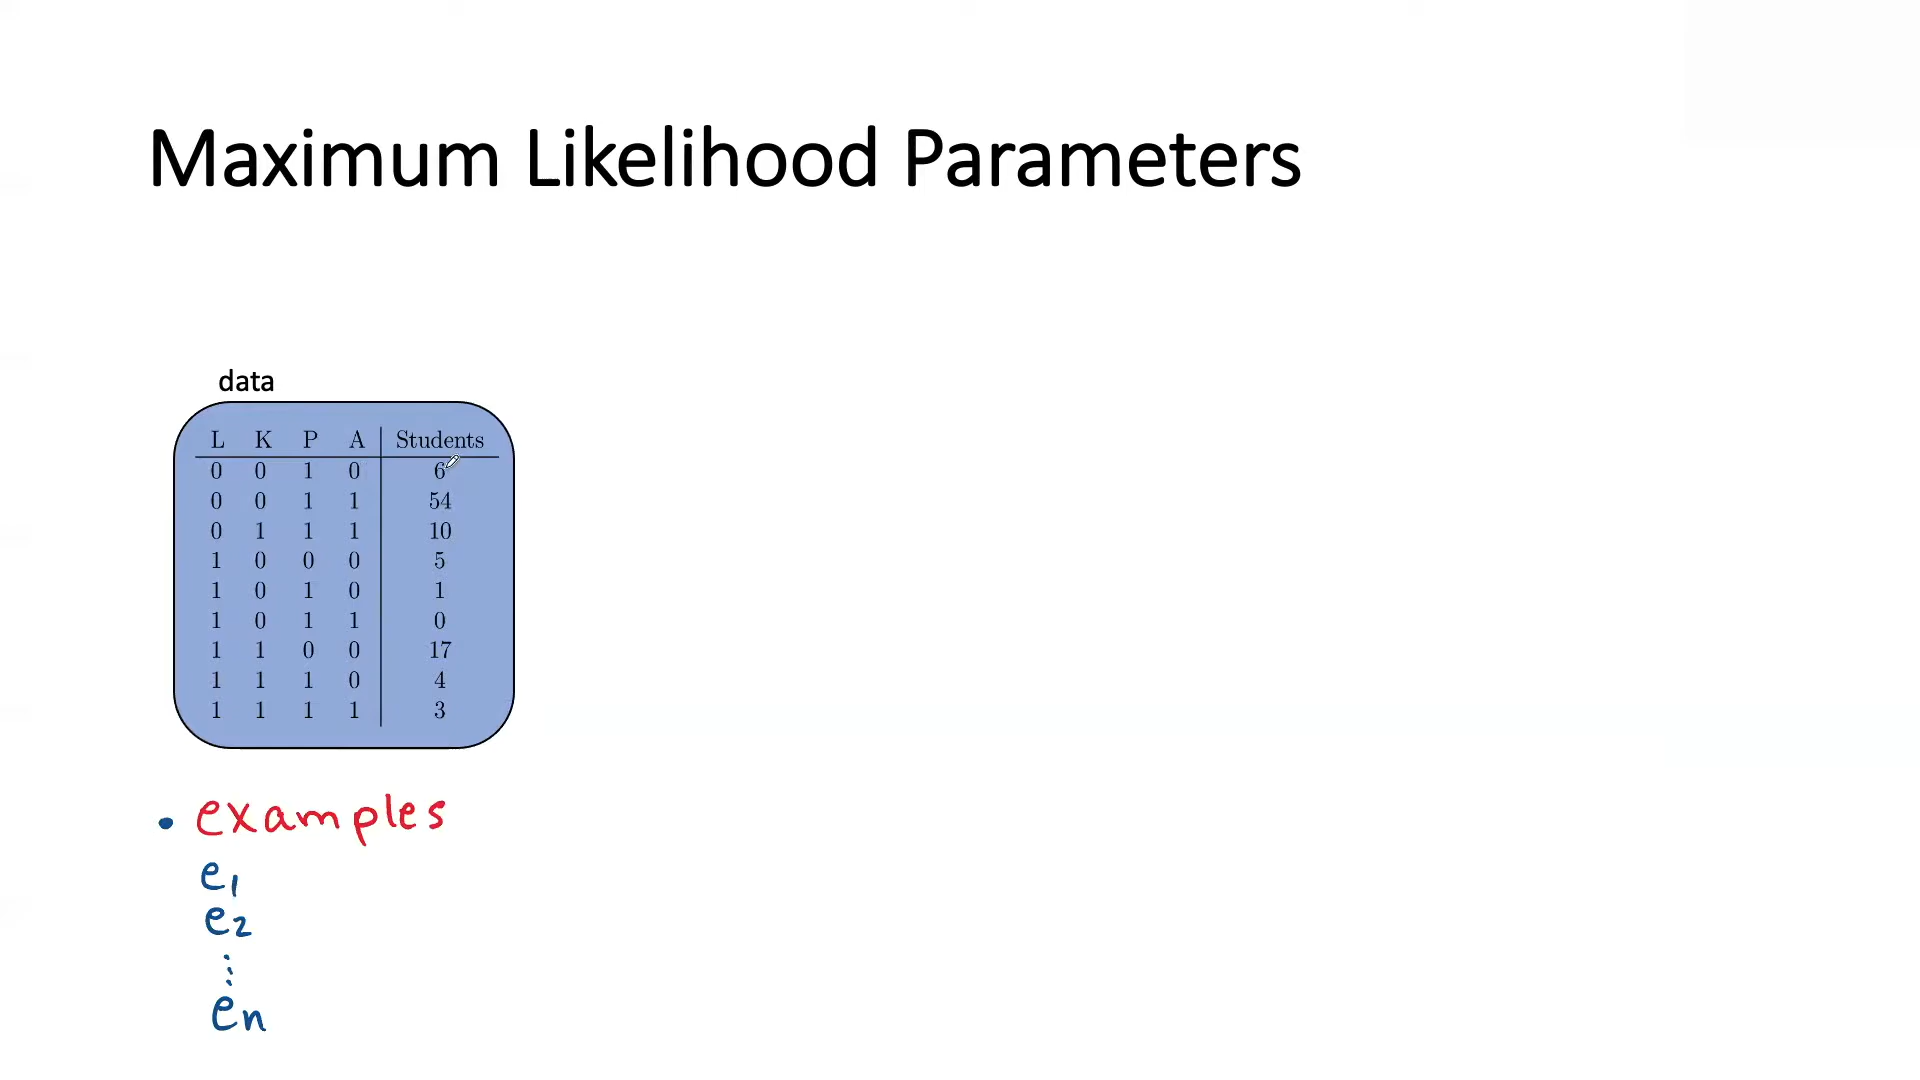 Maximum Likelihood Parameters
data
L K P A Students
0 0 1 0 6
0 0 1 1 54
0 1 1 1 10
1 0 0 0 5
1 0 1 0 1
1 0 1 1 0
1 1 0 0 17
1 1 1 0 4
1 1 1 1 3
• examples
e1
e2
⋮
en